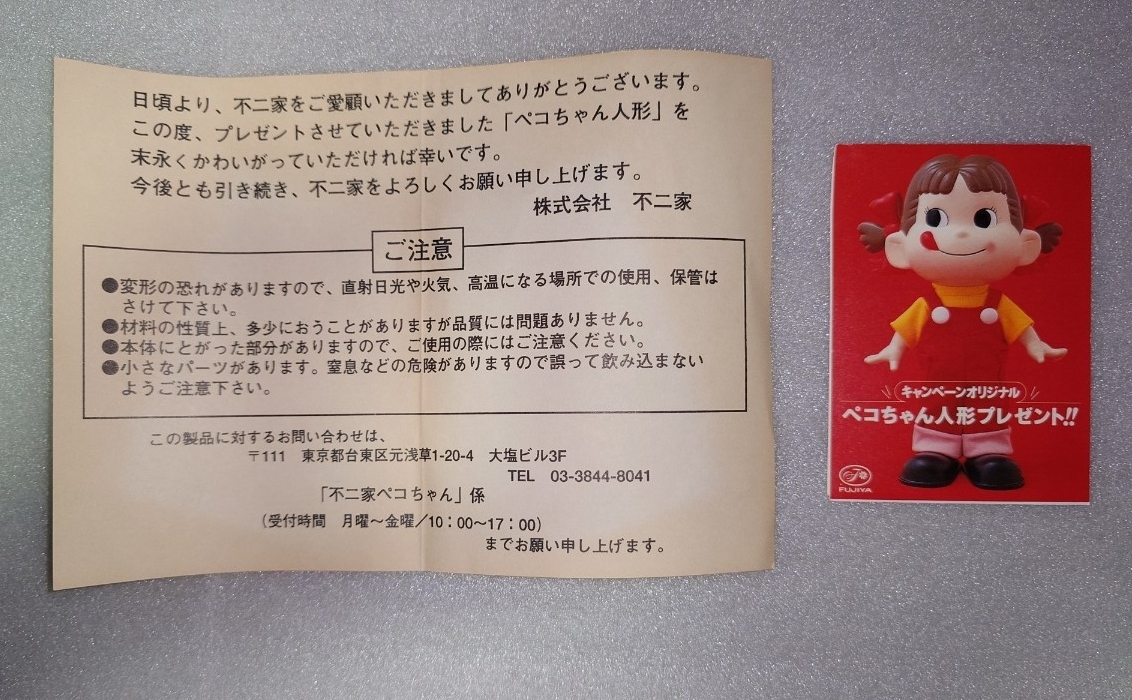 日頃より、不二家をご愛顧いただきましてありがとうございます。
この度、プレゼントさせていただきました「ペコちゃん人形」を
末永くかわいがっていただければ幸いです。
今後とも引き続き、不二家をよろしくお願い申し上げます。
株式会社　不二家
ご注意
●変形の恐れがありますので、直射日光や火気、高温になる場所での使用、保管は
さけて下さい。
●材料の性質上、多少におうことがありますが品質には問題ありません。
●本体にとがった部分がありますので、ご使用の際にはご注意ください。
●小さなパーツがあります。窒息などの危険がありますので誤って飲み込まない
ようご注意下さい。
この製品に対するお問い合わせは、
〒111　東京都台東区元浅草1-20-4　大塩ビル3F
TEL　03-3844-8041
「不二家ペコちゃん」係
（受付時間　月曜〜金曜／10：00〜17：00）
までお願い申し上げます。
キャンペーンオリジナル
ペコちゃん人形プレゼント!!
FUJIYA